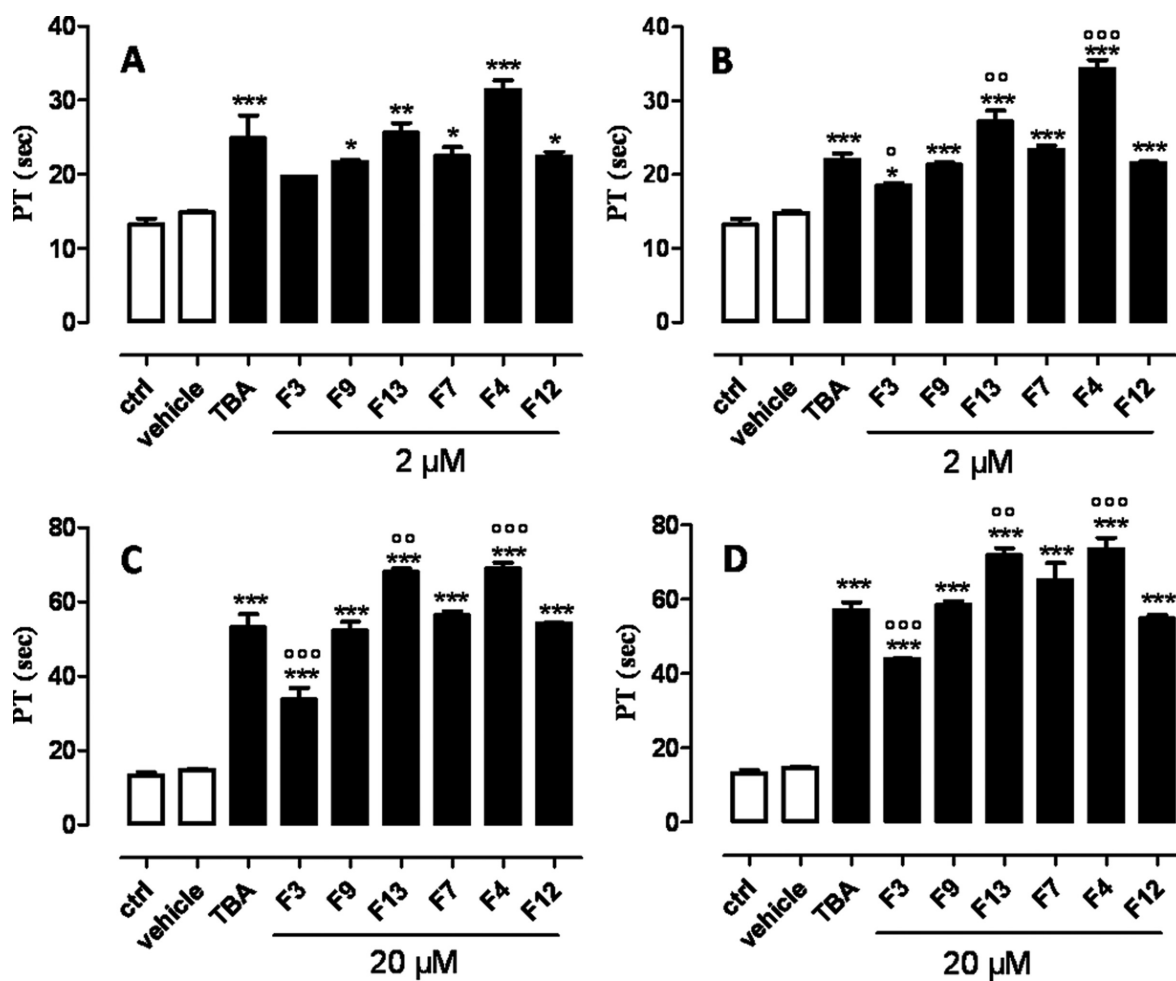 A
PT (sec)
40
30
20
10
0
***
*
**
*
***
*
ctrl
vehicle
TBA
F3
F9
F13
F7
F4
F12
2 µM
B
PT (sec)
40
30
20
10
0
***
°
*
***
°°
***
***
°°°
***
***
ctrl
vehicle
TBA
F3
F9
F13
F7
F4
F12
2 µM
C
PT (sec)
80
60
40
20
0
***
°°°
***
***
°°
***
***
°°°
***
***
ctrl
vehicle
TBA
F3
F9
F13
F7
F4
F12
20 µM
D
PT (sec)
80
60
40
20
0
***
°°°
***
***
°°
***
***
°°°
***
***
ctrl
vehicle
TBA
F3
F9
F13
F7
F4
F12
20 µM